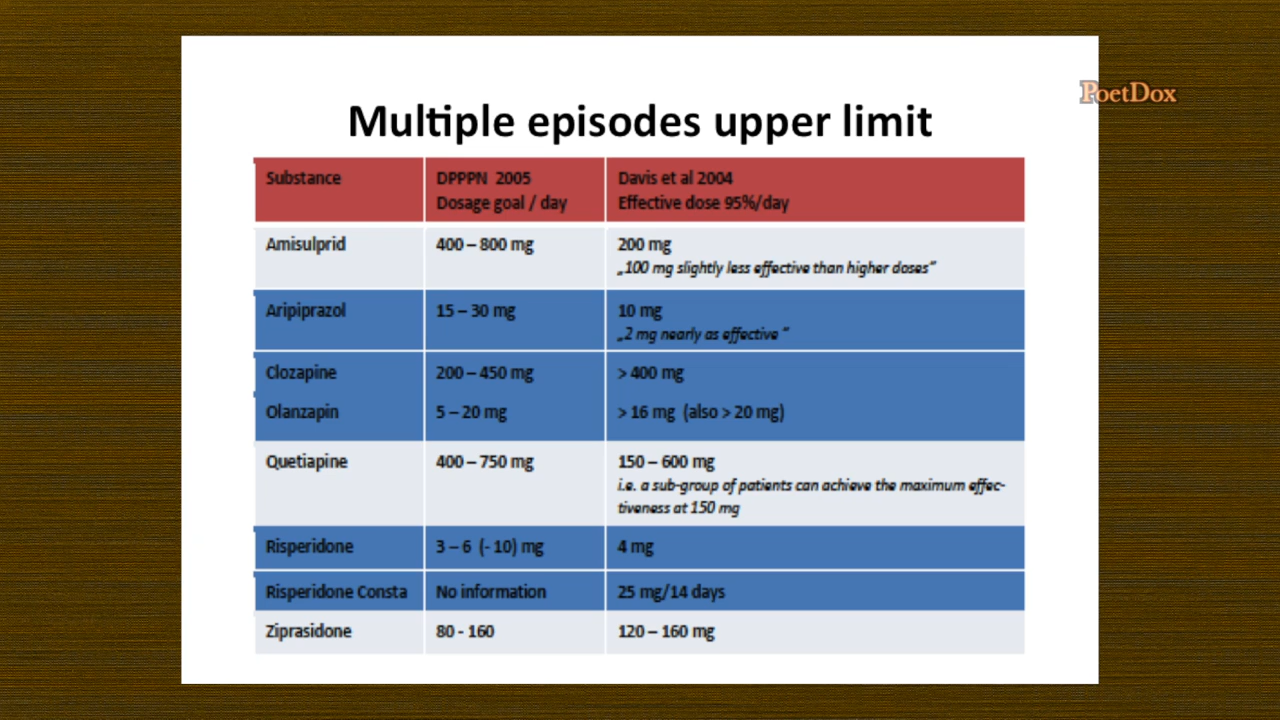 PoetDox
Multiple episodes upper limit
Substance
DPPPN 2005
Dosage goal / day
Davis et al 2004
Effective dose 95%/day
Amisulprid
400 – 800 mg
200 mg
„100 mg slightly less effective than higher doses“
Aripiprazol
15 – 30 mg
10 mg
„2 mg nearly as effective “
Clozapine
200 – 450 mg
> 400 mg
Olanzapin
5 – 20 mg
> 16 mg (also > 20 mg)
Quetiapine
400 – 750 mg
150 – 600 mg
i.e. a sub-group of patients can achieve the maximum effec-
tiveness at 150 mg
Risperidone
3 – 6 (- 10) mg
4 mg
Risperidone Consta
No information
25 mg/14 days
Ziprasidone
80 - 160
120 – 160 mg